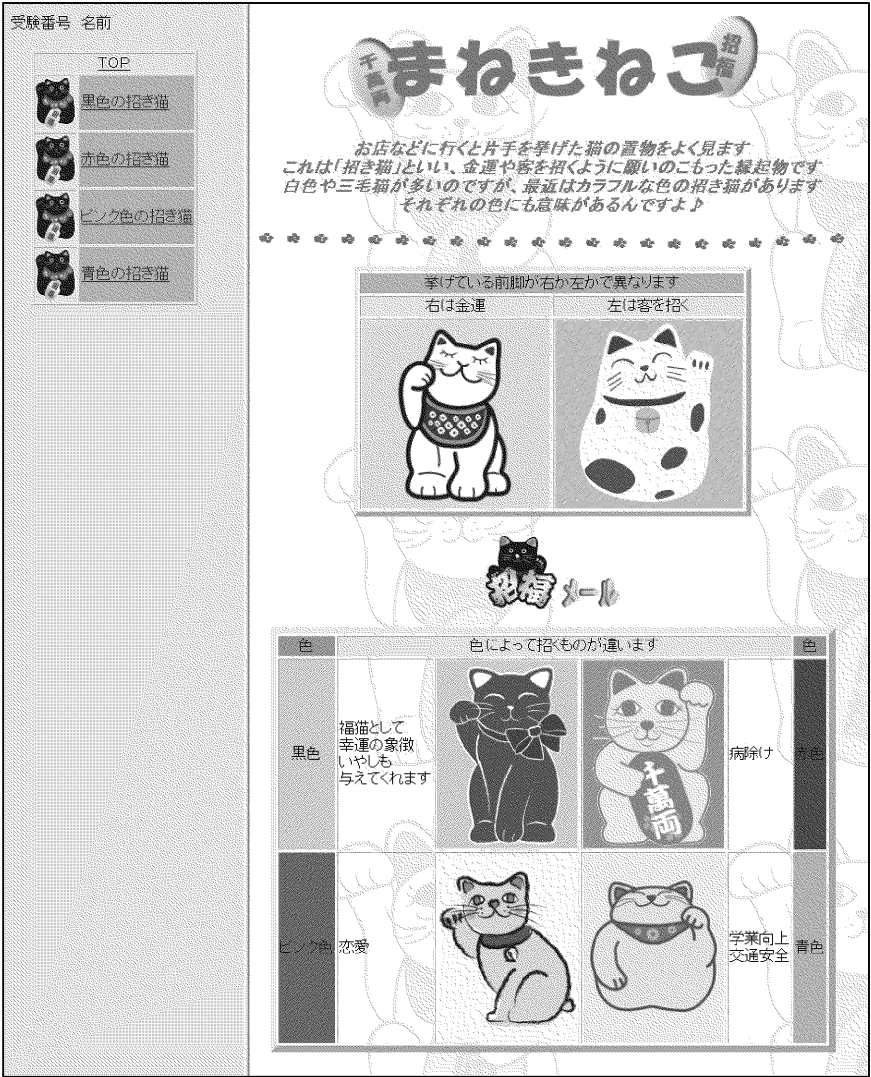 受験番号 名前
TOP
黒色の招き猫
赤色の招き猫
ピンク色の招き猫
青色の招き猫
千萬両
まねきねこ
招福
お店などに行くと片手を挙げた猫の置物をよく見ます
これは「招き猫」といい、金運や客を招くように願いのこもった縁起物です
白色や三毛猫が多いのですが、最近はカラフルな色の招き猫があります
それぞれの色にも意味があるんですよ♪
挙げている前脚が右か左かで異なります
右は金運 左は客を招く
招福 メール
色 色によって招くものが違います 色
黒色
福猫として
幸運の象徴
いやしも
与えてくれます
千萬両
病除け
赤色
ピンク色
恋愛
学業向上
交通安全
青色